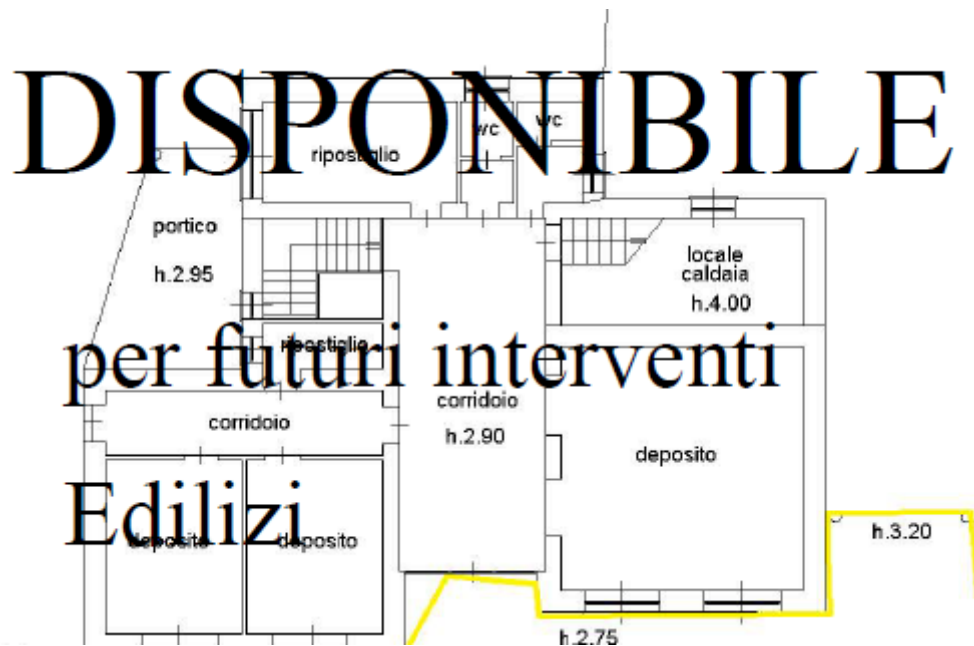 DISPONIBILE
wc
wc
ripostiglio
portico
h.2.95
locale
caldaia
h.4.00
per futuri interventi
ripostiglio
corridoio
h.2.90
corridoio
deposito
Edilizi
deposito
deposito
h.3.20
h.2.75